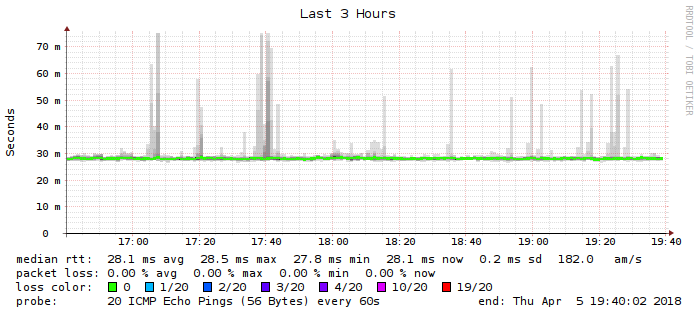 Last 3 Hours
RRDTOOL / TOBI OETIKER
Seconds
70 m
60 m
50 m
40 m
30 m
20 m
10 m
0
17:00 17:20 17:40 18:00 18:20 18:40 19:00 19:20 19:40
median rtt: 28.1 ms avg 28.5 ms max 27.8 ms min 28.1 ms now 0.2 ms sd 182.0 am/s
packet loss: 0.00 % avg 0.00 % max 0.00 % min 0.00 % now
loss color: 0 1/20 2/20 3/20 4/20 10/20 19/20
probe: 20 ICMP Echo Pings (56 Bytes) every 60s end: Thu Apr 5 19:40:02 2018